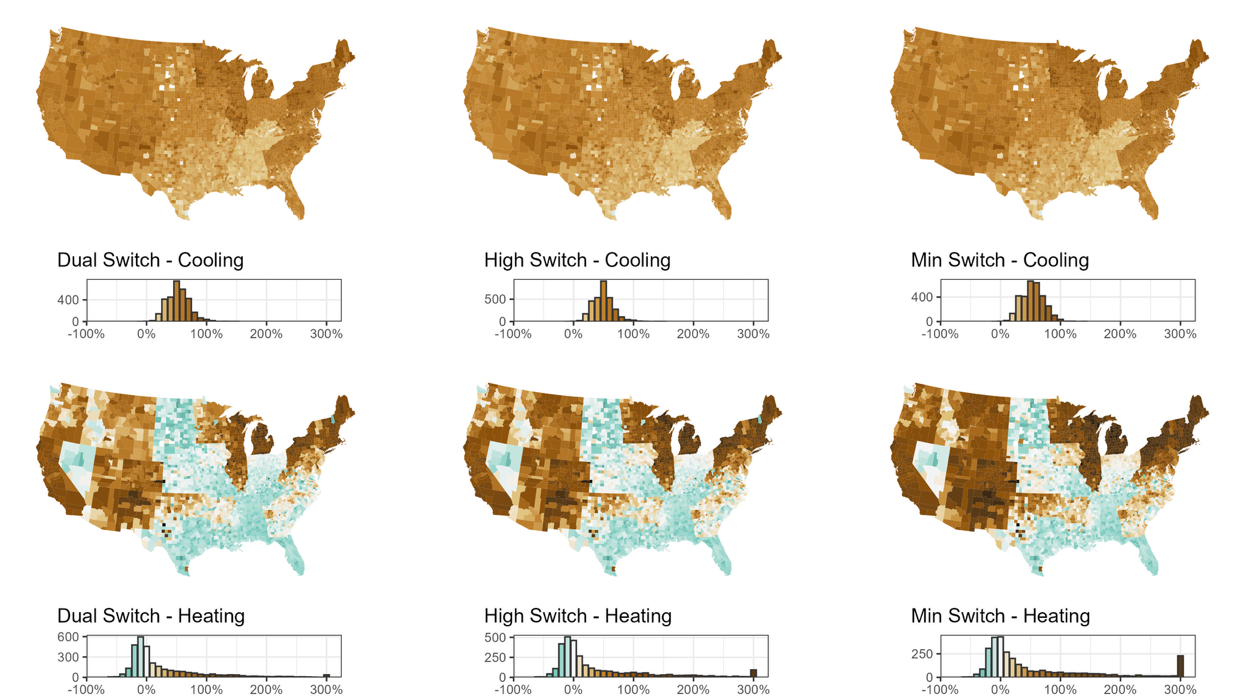 Dual Switch - Cooling
High Switch - Cooling
Min Switch - Cooling
400
0
-100% 0% 100% 200% 300%
500
0
-100% 0% 100% 200% 300%
400
0
-100% 0% 100% 200% 300%
Dual Switch - Heating
High Switch - Heating
Min Switch - Heating
600
300
0
-100% 0% 100% 200% 300%
500
250
0
-100% 0% 100% 200% 300%
250
0
-100% 0% 100% 200% 300%